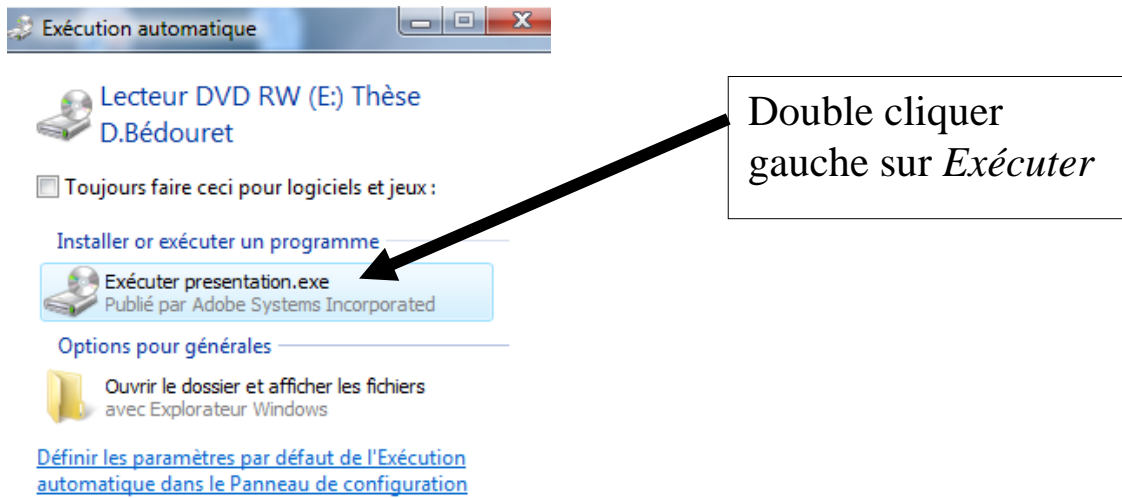 Exécution automatique
Lecteur DVD RW (E:) Thèse
D.Bédouret
Toujours faire ceci pour logiciels et jeux :
Installer or exécuter un programme
Exécuter presentation.exe
Publié par Adobe Systems Incorporated
Options pour générales
Ouvrir le dossier et afficher les fichiers
avec Explorateur Windows
Définir les paramètres par défaut de l'Exécution
automatique dans le Panneau de configuration
Double cliquer
gauche sur Exécuter